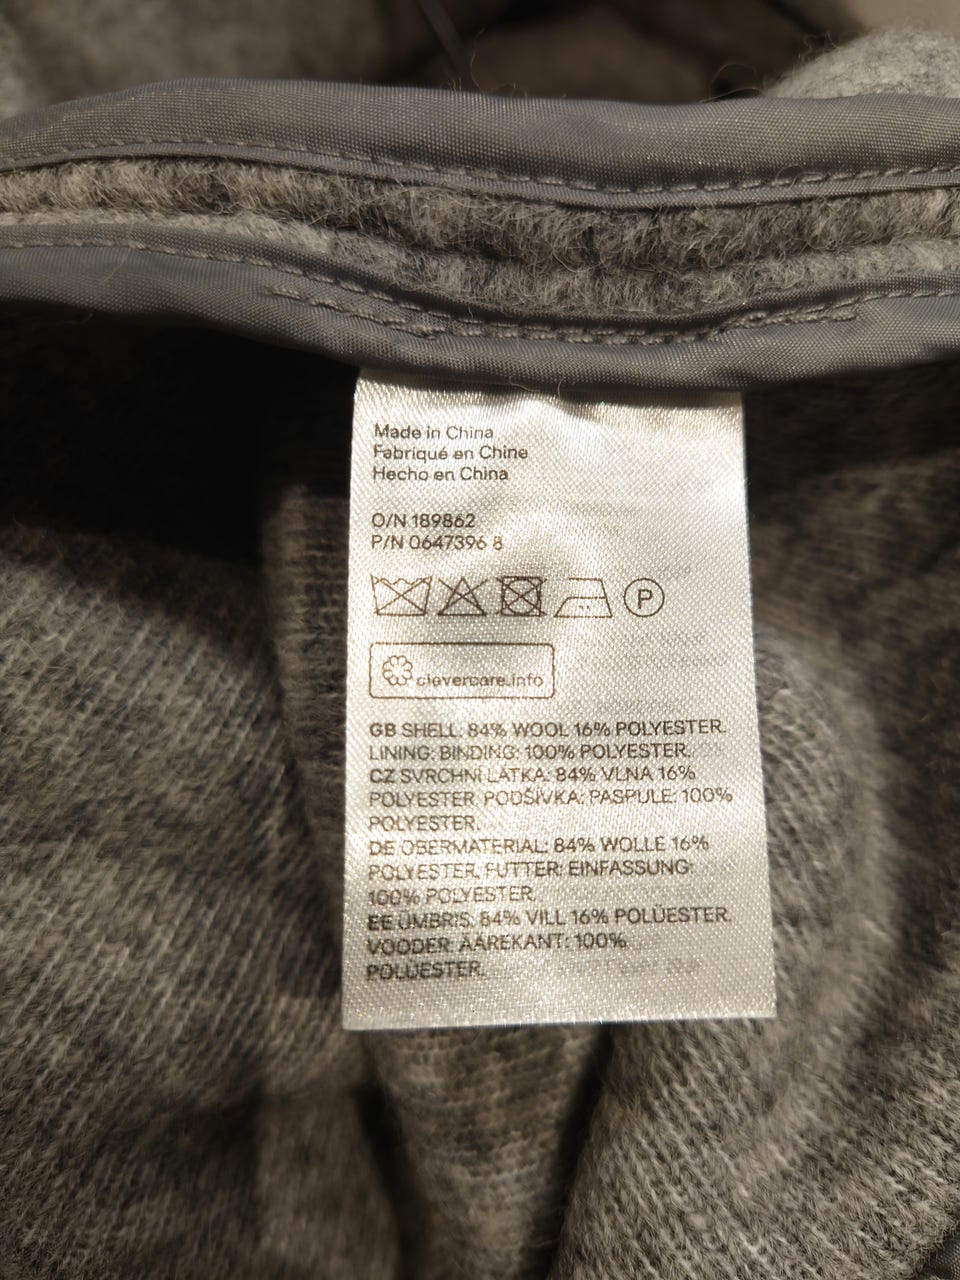 Made in China
Fabriqué en Chine
Hecho en China
O/N 189862
P/N 0647396 8
P
clevercare.info
GB SHELL: 84% WOOL 16% POLYESTER.
LINING: BINDING: 100% POLYESTER.
CZ SVRCHNÍ LÁTKA: 84% VLNA 16%
POLYESTER. PODŠÍVKA: PASPULE: 100%
POLYESTER.
DE OBERMATERIAL: 84% WOLLE 16%
POLYESTER. FUTTER: EINFASSUNG:
100% POLYESTER.
EE ÜMBRIS: 84% VILL 16% POLÜESTER.
VOODER: ÄÄREKANT: 100%
POLÜESTER.